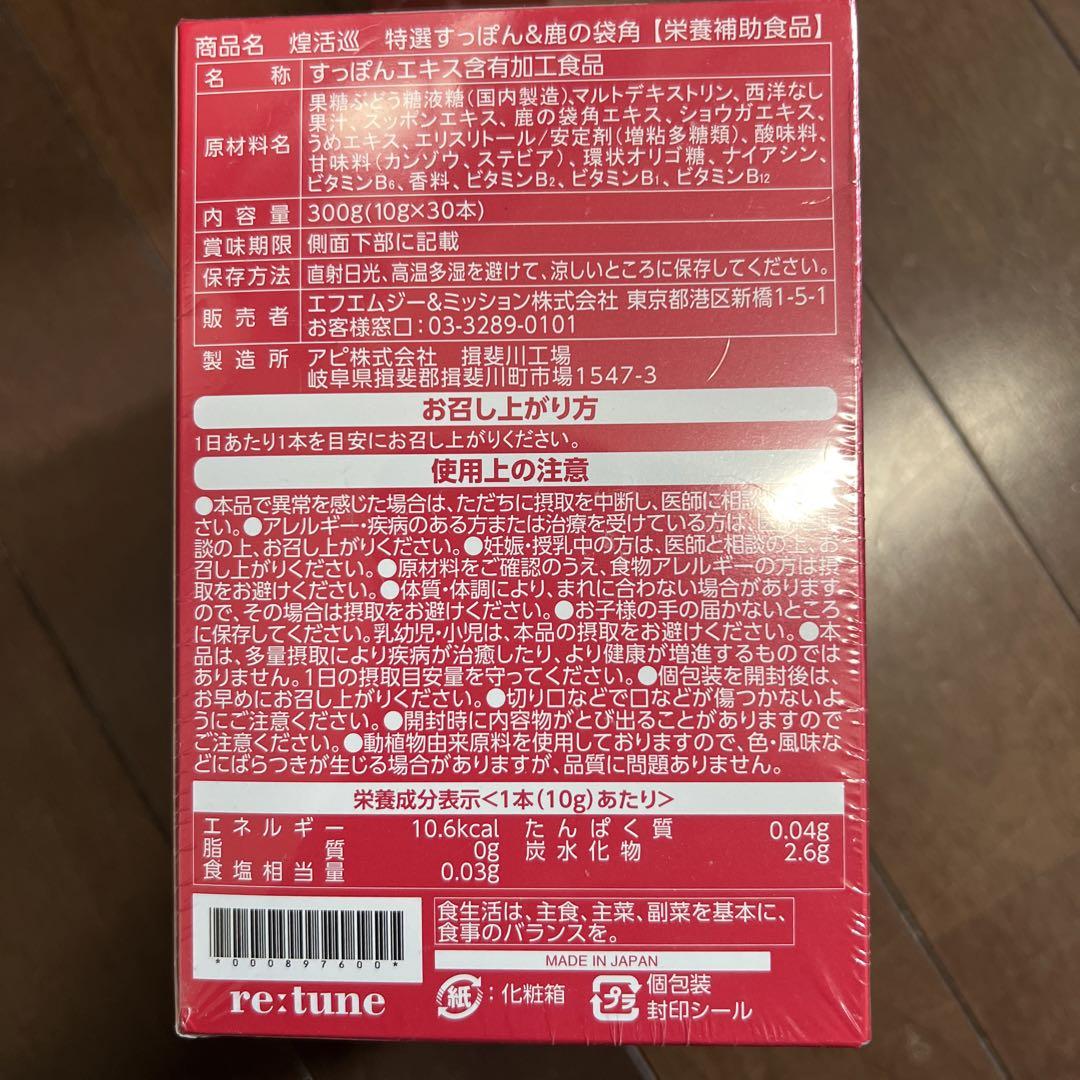 商品名 煌活巡 特選すっぽん&鹿の袋角【栄養補助食品】
名称 すっぽんエキス含有加工食品
原材料名 果糖ぶどう糖液糖(国内製造)、マルトデキストリン、西洋なし
果汁、スッポンエキス、鹿の袋角エキス、ショウガエキス、
うめエキス、エリスリトール/安定剤(増粘多糖類)、酸味料、
甘味料(カンゾウ、ステビア)、環状オリゴ糖、ナイアシン、
ビタミンB6、香料、ビタミンB2、ビタミンB1、ビタミンB12
内容量 300g(10g×30本)
賞味期限 側面下部に記載
保存方法 直射日光、高温多湿を避けて、涼しいところに保存してください。
販売者 エフエムジー&ミッション株式会社 東京都港区新橋1-5-1
お客様窓口:03-3289-0101
製造所 アピ株式会社 揖斐川工場
岐阜県揖斐郡揖斐川町市場1547-3
お召し上がり方
1日あたり1本を目安にお召し上がりください。
使用上の注意
●本品で異常を感じた場合は、ただちに摂取を中断し、医師に相談
さい。●アレルギー・疾病のある方または治療を受けている方は、医
談の上、お召し上がりください。●妊娠・授乳中の方は、医師と相談の上、お
召し上がりください。●原材料をご確認のうえ、食物アレルギーの方は摂
取をお避けください。●体質・体調により、まれに合わない場合があります
ので、その場合は摂取をお避けください。●お子様の手の届かないところ
に保存してください。乳幼児・小児は、本品の摂取をお避けください。●本
品は、多量摂取により疾病が治癒したり、より健康が増進するものでは
ありません。1日の摂取目安量を守ってください。●個包装を開封後は、
お早めにお召し上がりください。●切り口などで口などが傷つかないよ
うにご注意ください。●開封時に内容物がとび出ることがありますので
ご注意ください。●動植物由来原料を使用しておりますので、色・風味な
どにばらつきが生じる場合がありますが、品質に問題ありません。
栄養成分表示<1本(10g)あたり>
エネルギー 10.6kcal たんぱく質 0.04g
脂質 0g 炭水化物 2.6g
食塩相当量 0.03g
食生活は、主食、主菜、副菜を基本に、
食事のバランスを。
MADE IN JAPAN
*000897600*
re:tune
紙:化粧箱
プラ 個包装
封印シール